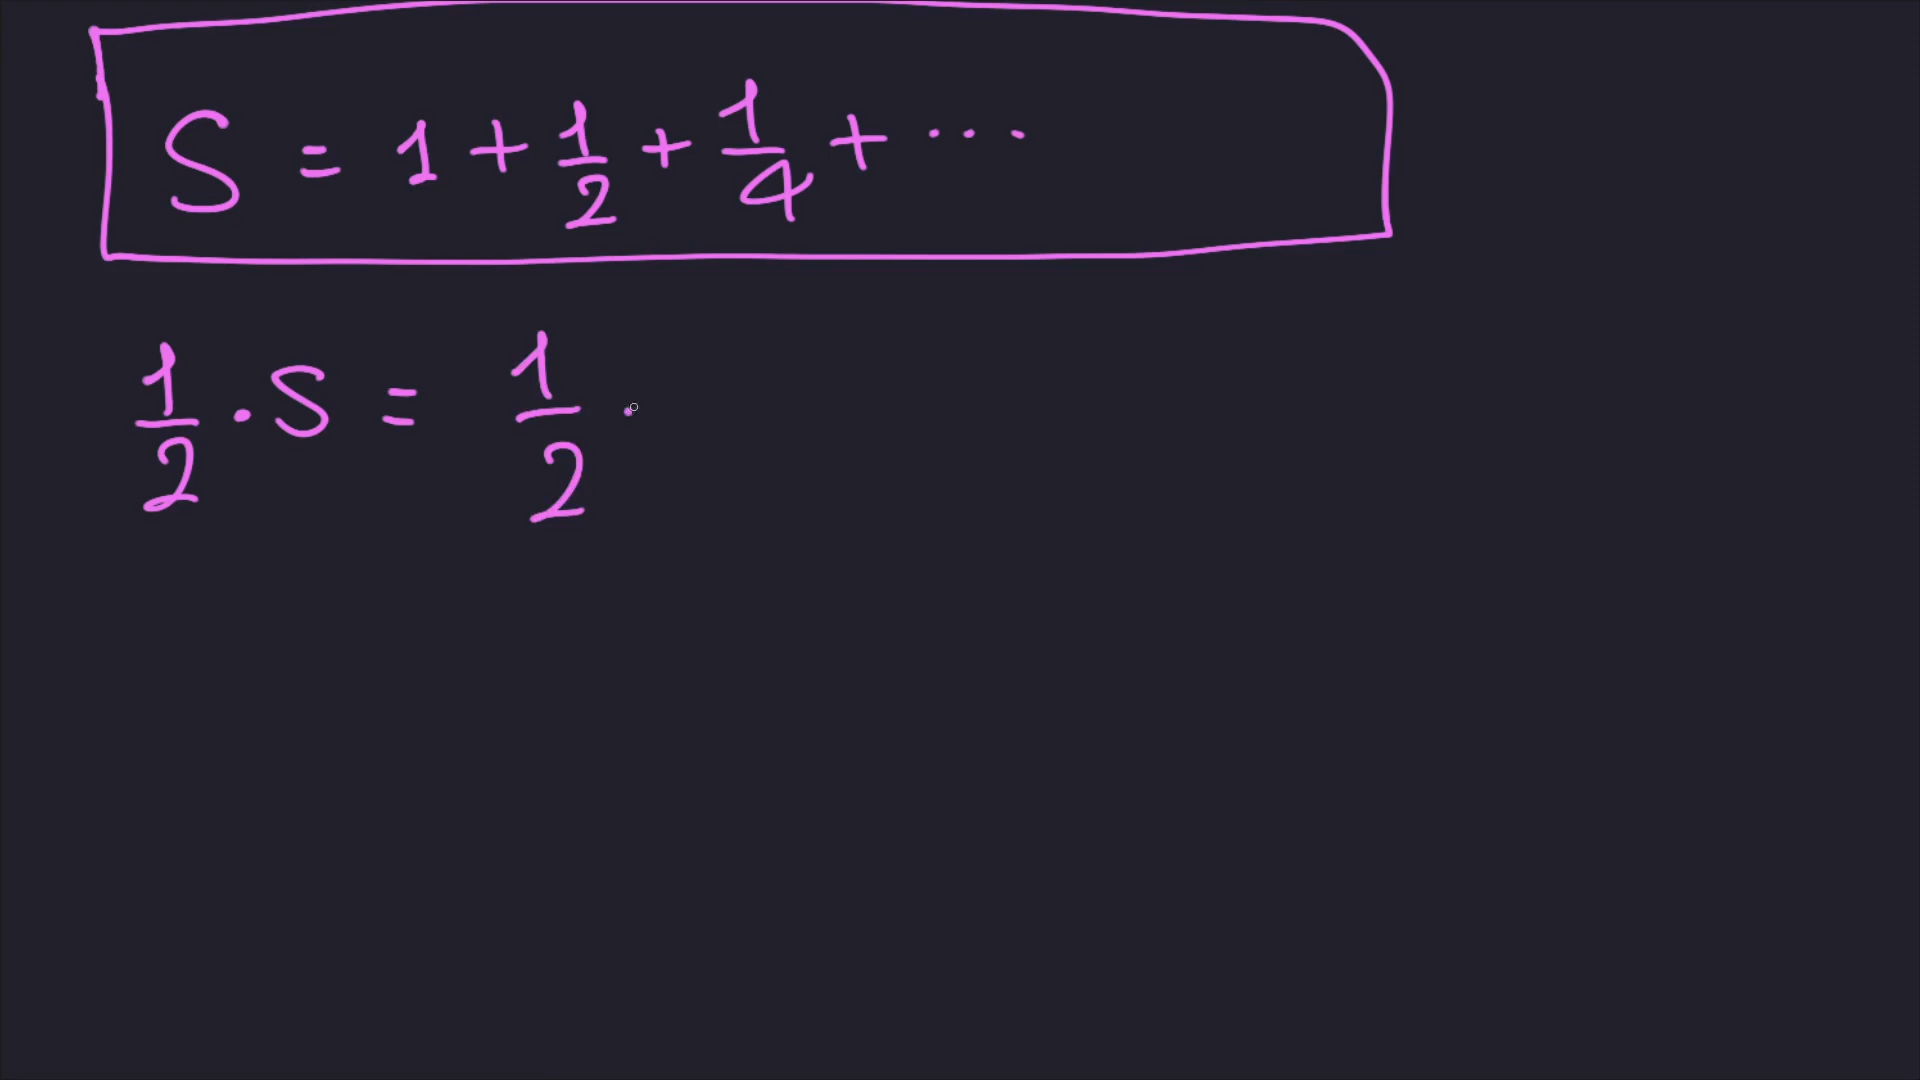 S = 1 + 1/2 + 1/4 + ...
1/2 · S = 1/2 ·